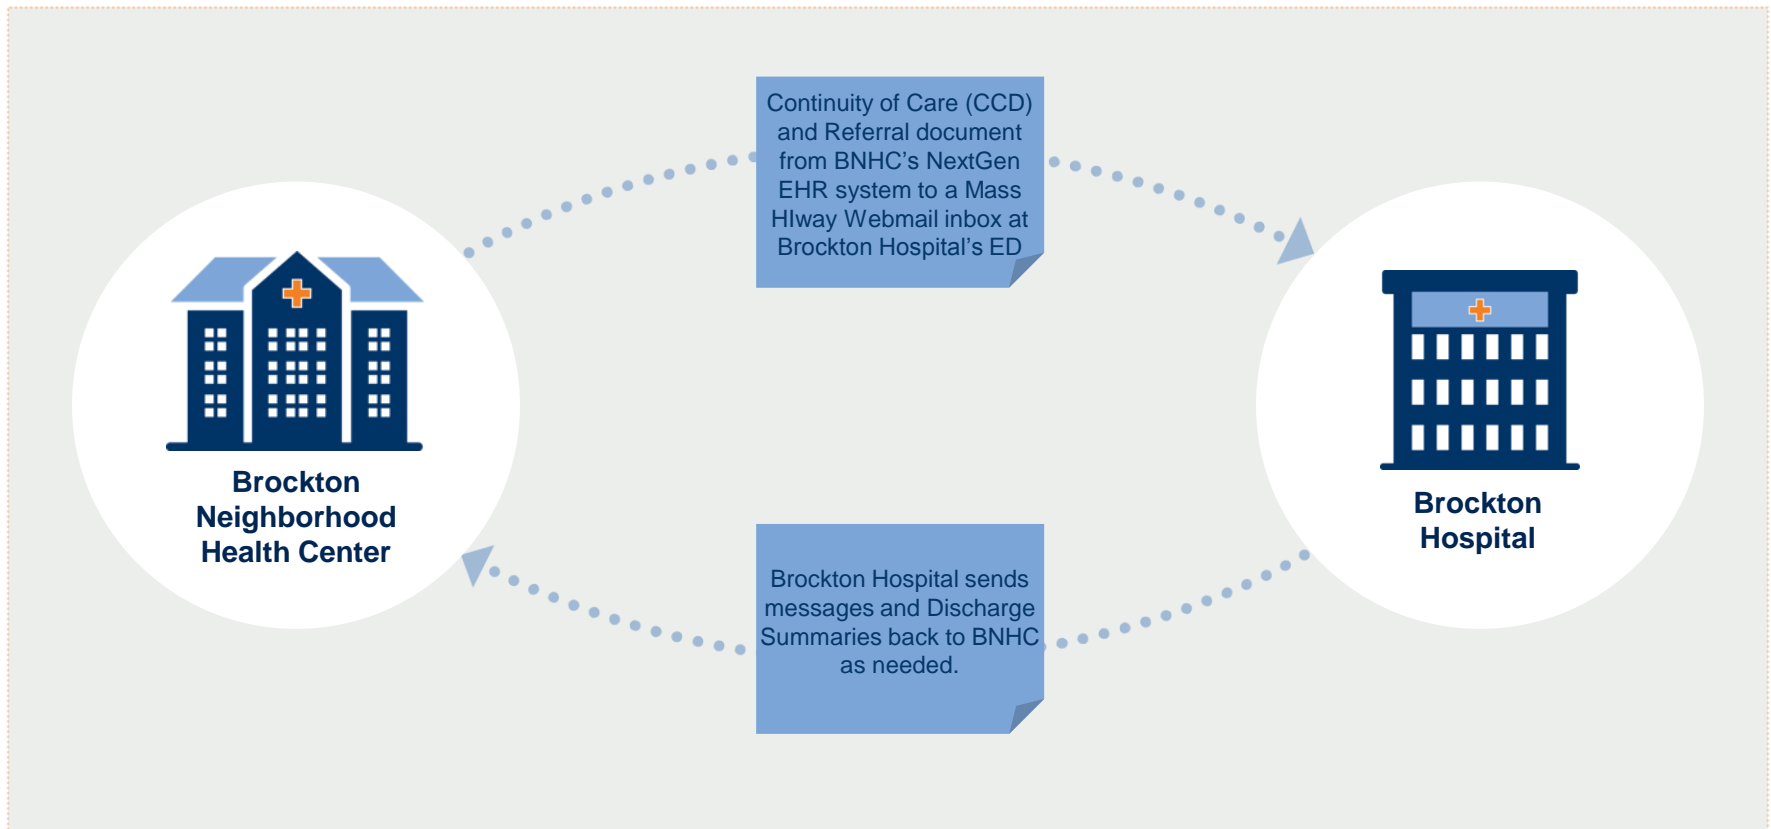 Continuity of Care (CCD)
and Referral document
from BNHC's NextGen
EHR system to a Mass
HIway Webmail inbox at
Brockton Hospital's ED
Brockton
Neighborhood
Health Center
Brockton
Hospital
Brockton Hospital sends
messages and Discharge
Summaries back to BNHC
as needed.